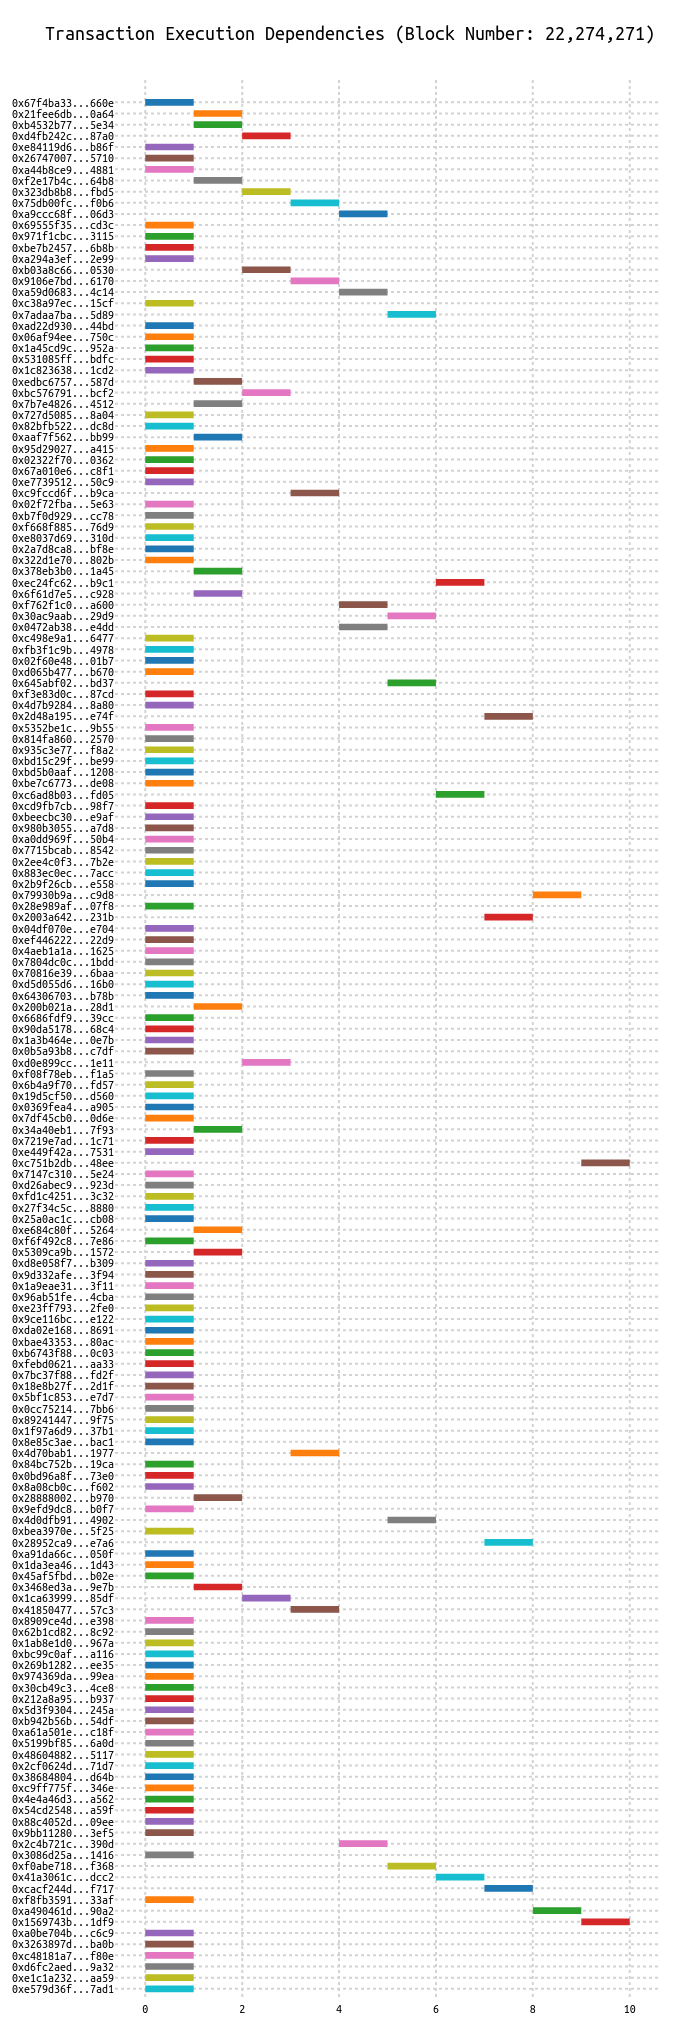 Transaction Execution Dependencies (Block Number: 22,274,271)
0x67f4ba33...660e
0x21fee6db...0a64
0xb4532b77...5e34
0xd4fb242c...87a0
0xe84119d6...b86f
0x26747007...5710
0xa44b8ce9...4881
0xf2e17b4c...64b8
0x323db8b8...fbd5
0x75db00fc...f0b6
0xa9ccc68f...06d3
0x69555f35...cd3c
0x971f1cbc...3115
0xbe7b2457...6b8b
0xa294a3ef...2e99
0xb03a8c66...0530
0x9106e7bd...6170
0xa59d0683...4c14
0xc38a97ec...15cf
0x7adaa7ba...5d89
0xad22d930...44bd
0x06af94ee...750c
0x1a45cd9c...952a
0x531085ff...bdfc
0x1c823638...1cd2
0xedbc6757...587d
0xbc576791...bcf2
0x7b7e4826...4512
0x727d5085...8a04
0x82bfb522...dc8d
0xaaf7f562...bb99
0x95d29027...a415
0x02322f70...0362
0x67a010e6...c8f1
0xe7739512...50c9
0xc9fccd6f...b9ca
0x02f72fba...5e63
0xb7f0d929...cc78
0xf668f885...76d9
0xe8037d69...310d
0x2a7d8ca8...bf8e
0x322d1e70...802b
0x378eb3b0...1a45
0xec24fc62...b9c1
0x6f61d7e5...c928
0xf762f1c0...a600
0x30ac9aab...29d9
0x0472ab38...e4dd
0xc498e9a1...6477
0xfb3f1c9b...4978
0x02f60e48...01b7
0xd065b477...b670
0x645abf02...bd37
0xf3e83d0c...87cd
0x4d7b9284...8a80
0x2d48a195...e74f
0x5352be1c...9b55
0x814fa860...2570
0x935c3e77...f8a2
0xbd15c29f...be99
0xbd5b0aaf...1208
0xbe7c6773...de08
0xc6ad8b03...fd05
0xcd9fb7cb...98f7
0xbeecbc30...e9af
0x980b3055...a7d8
0xa0dd969f...50b4
0x7715bcab...8542
0x2ee4c0f3...7b2e
0x883ec0ec...7acc
0x2b9f26cb...e558
0x79930b9a...c9d8
0x28e989af...07f8
0x2003a642...231b
0x04df070e...e704
0xef446222...22d9
0x4aeb1a1a...1625
0x7804dc0c...1bdd
0x70816e39...6baa
0xd5d055d6...16b0
0x64306703...b78b
0x200b021a...28d1
0x6686fdf9...39cc
0x90da5178...68c4
0x1a3b464e...0e7b
0x0b5a93b8...c7df
0xd0e899cc...1e11
0xf08f78eb...f1a5
0x6b4a9f70...fd57
0x19d5cf50...d560
0x0369fea4...a905
0x7df45cb0...0d6e
0x34a40eb1...7f93
0x7219e7ad...1c71
0xe449f42a...7531
0xc751b2db...48ee
0x7147c310...5e24
0xd26abec9...923d
0xfd1c4251...3c32
0x27f34c5c...8880
0x25a0ac1c...cb08
0xe684c80f...5264
0xf6f492c8...7e86
0x5309ca9b...1572
0xd8e058f7...b309
0x9d332afe...3f94
0x1a9eae31...3f11
0x96ab51fe...4cba
0xe23ff793...2fe0
0x9ce116bc...e122
0xda02e168...8691
0xbae43353...80ac
0xb6743f88...0c03
0xfebd0621...aa33
0x7bc37f88...fd2f
0x18e8b27f...2d1f
0x5bf1c853...e7d7
0x0cc75214...7bb6
0x89241447...9f75
0x1f97a6d9...37b1
0x8e85c3ae...bac1
0x4d70bab1...1977
0x84bc752b...19ca
0x0bd96a8f...73e0
0x8a08cb0c...f602
0x28888002...b970
0x9efd9dc8...b0f7
0x4d0dfb91...4902
0xbea3970e...5f25
0x28952ca9...e7a6
0xa91da66c...050f
0x1da3ea46...1d43
0x45af5fbd...b02e
0x3468ed3a...9e7b
0x1ca63999...85df
0x41850477...57c3
0x8909ce4d...e398
0x62b1cd82...8c92
0x1ab8e1d0...967a
0xbc99c0af...a116
0x269b1282...ee35
0x974369da...99ea
0x30cb49c3...4ce8
0x212a8a95...b937
0x5d3f9304...245a
0xb942b56b...54df
0xa61a501e...c18f
0x5199bf85...6a0d
0x48604882...5117
0x2cf0624d...71d7
0x38684804...d64b
0xc9ff775f...346e
0x4e4a46d3...a562
0x54cd2548...a59f
0x88c4052d...09ee
0x9bb11280...3ef5
0x2c4b721c...390d
0x3086d25a...1416
0xf0abe718...f368
0x41a3061c...dcc2
0xcacf244d...f717
0xf8fb3591...33af
0xa490461d...90a2
0x1569743b...1df9
0xa0be704b...c6c9
0x3263897d...ba0b
0xc48181a7...f80e
0xd6fc2aed...9a32
0xe1c1a232...aa59
0xe579d36f...7ad1
0 2 4 6 8 10